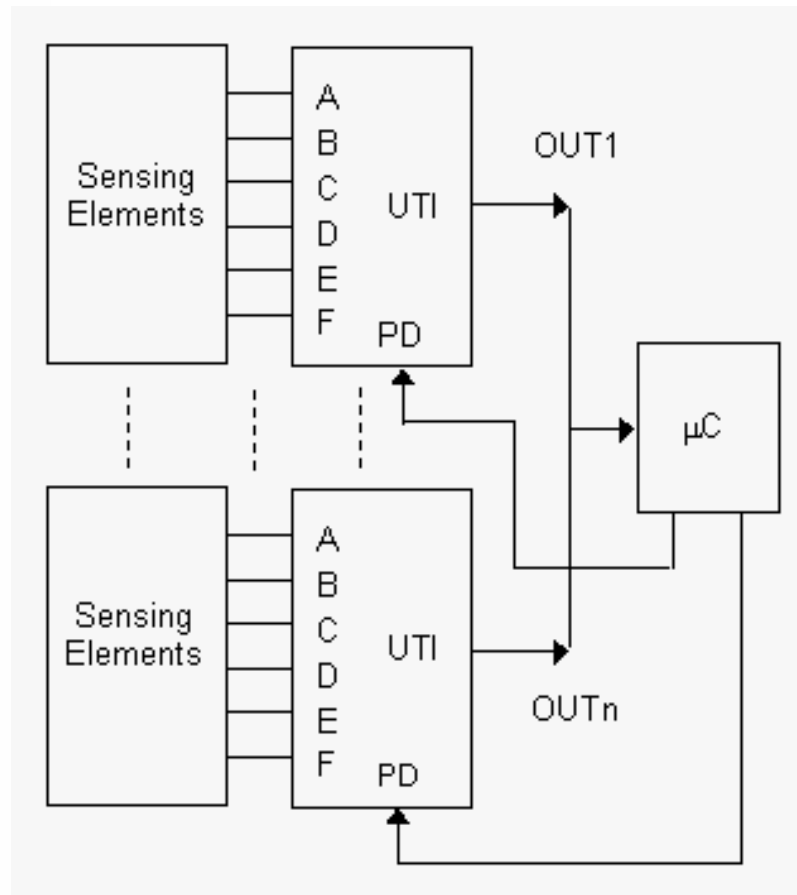 Sensing
Elements
A
B
C
D
E
F
UTI
PD
OUT1
μC
Sensing
Elements
A
B
C
D
E
F
UTI
PD
OUTn